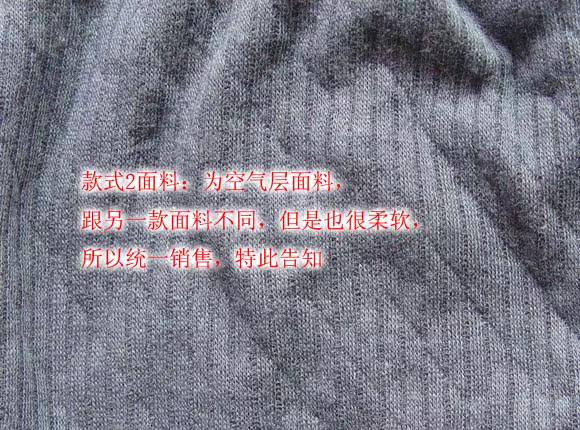 款式2面料：为空气层面料，
跟另一款面料不同，但是也很柔软，
所以统一销售，特此告知